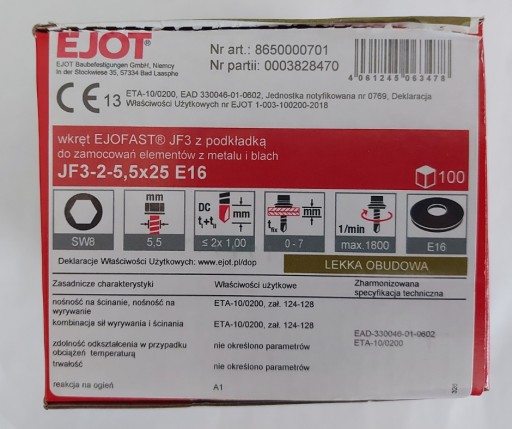 EJOT®
EJOT Baubefestigungen GmbH, Niemcy
In der Stockwiese 35, 57334 Bad Laasphe
Nr art.: 8650000701
Nr partii: 0003828470
4 061245 063478
CE 13
ETA-10/0200, EAD 330046-01-0602, Jednostka notyfikowana nr 0769, Deklaracja
Właściwości Użytkowych nr EJOT 1-003-100200-2018
wkręt EJOFAST® JF3 z podkładką
do zamocowań elementów z metalu i blach
JF3-2-5,5x25 E16
100
SW8
mm
5,5
DC
tI+tII
mm
≤ 2x 1,00
tfix
mm
0 - 7
1/min
max.1800
E16
Deklaracje Właściwości Użytkowych: www.ejot.pl/dop
LEKKA OBUDOWA
Zasadnicze charakterystyki
Właściwości użytkowe
Zharmonizowana
specyfikacja techniczna
nośność na ścinanie, nośność na
wyrywanie
ETA-10/0200, zał. 124-128
kombinacja sił wyrywania i ścinania
ETA-10/0200, zał. 124-128
EAD-330046-01-0602
ETA-10/0200
zdolność odkształcenia w przypadku
obciążeń temperaturą
nie określono parametrów
trwałość
nie określono parametrów
reakcja na ogień
A1